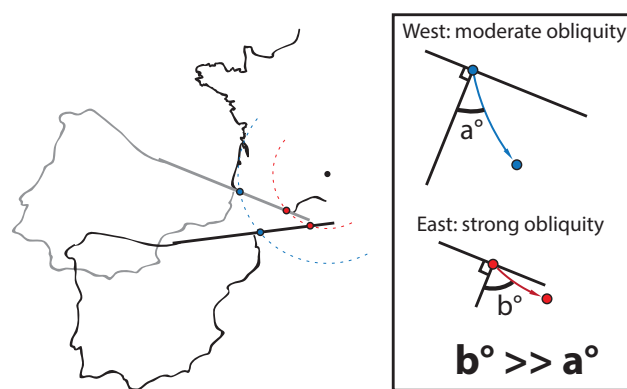 West: moderate obliquity
a°
East: strong obliquity
b°
b° >> a°